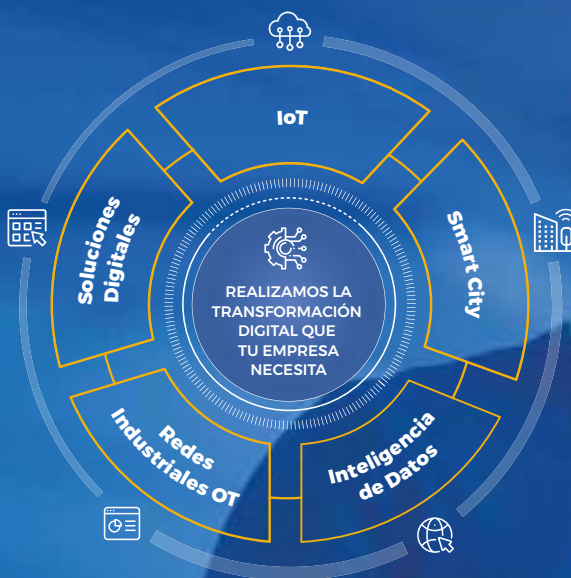 IoT
Smart City
Inteligencia
de Datos
Redes
Industriales OT
Soluciones
Digitales
REALIZAMOS LA
TRANSFORMACIÓN
DIGITAL QUE
TU EMPRESA
NECESITA